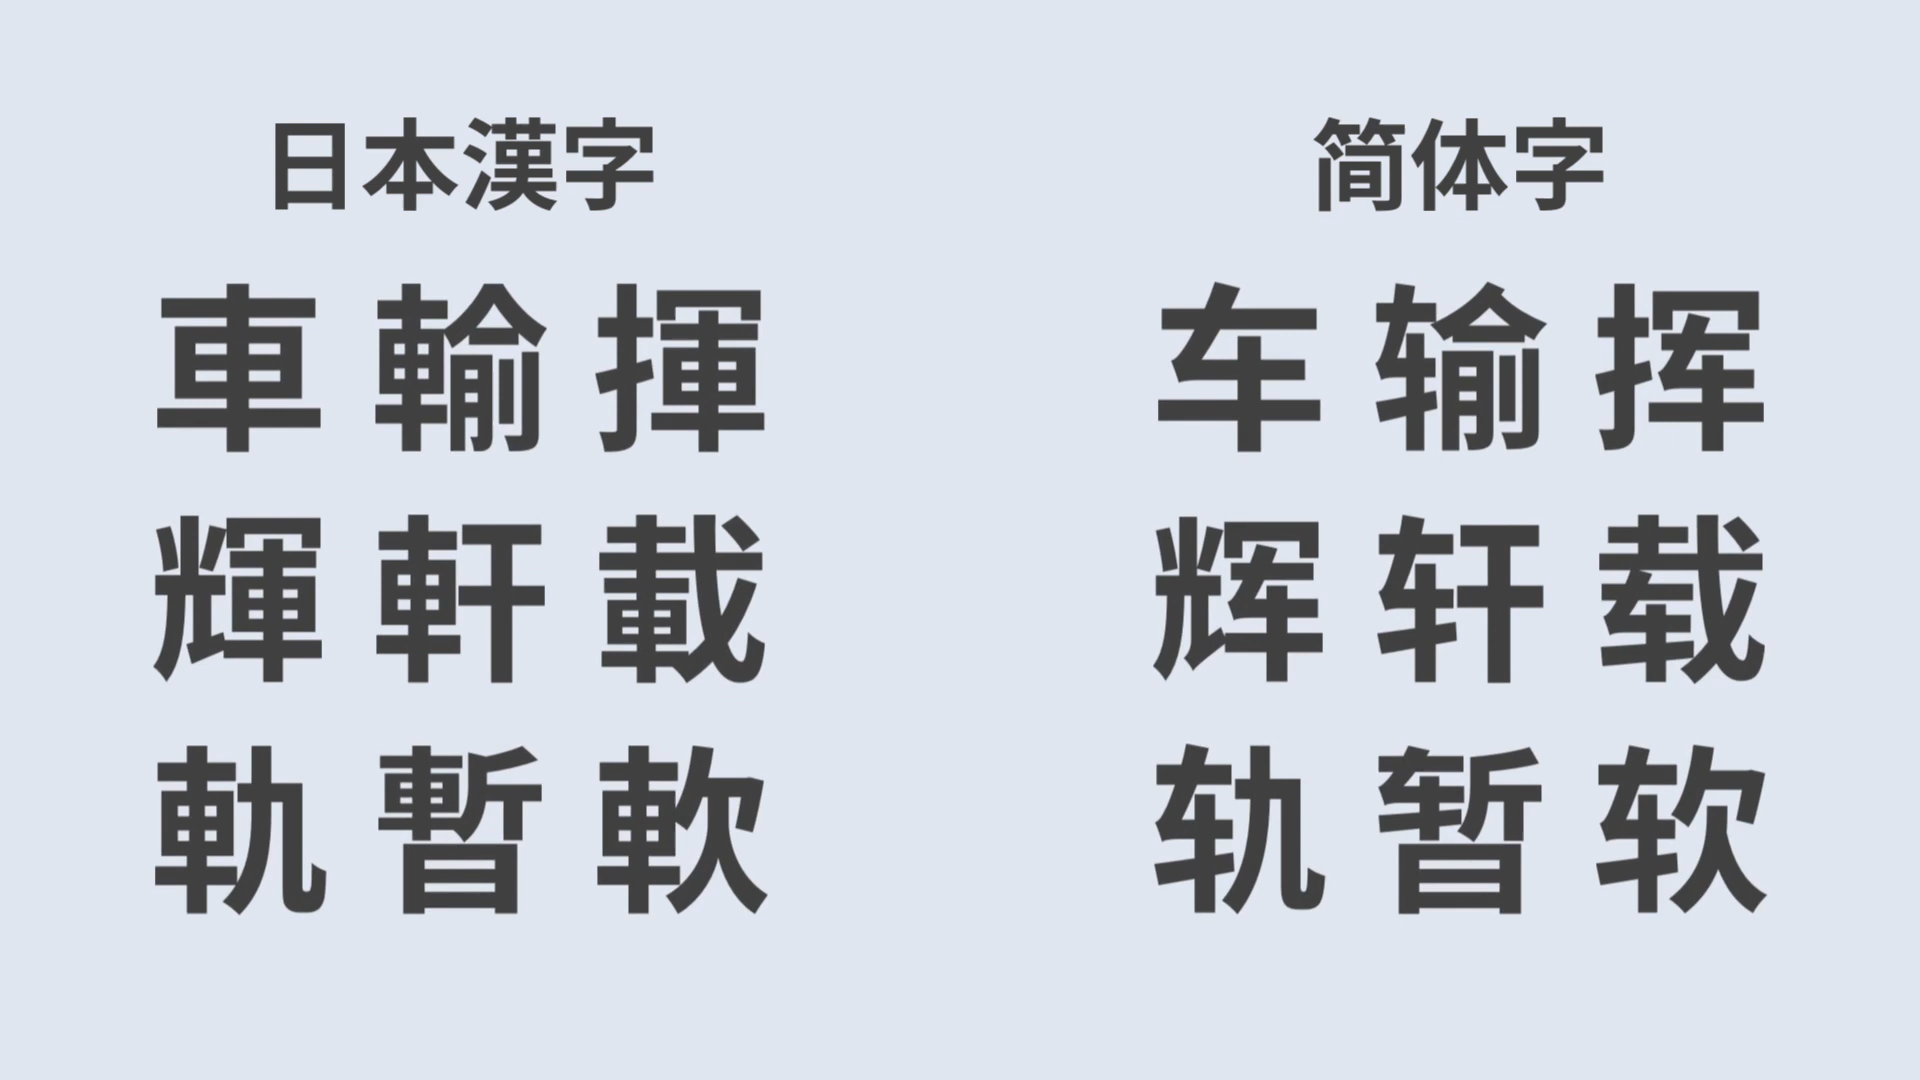 日本漢字
車輸揮
輝軒載
軌暫軟
简体字
车输挥
辉轩载
轨暂软